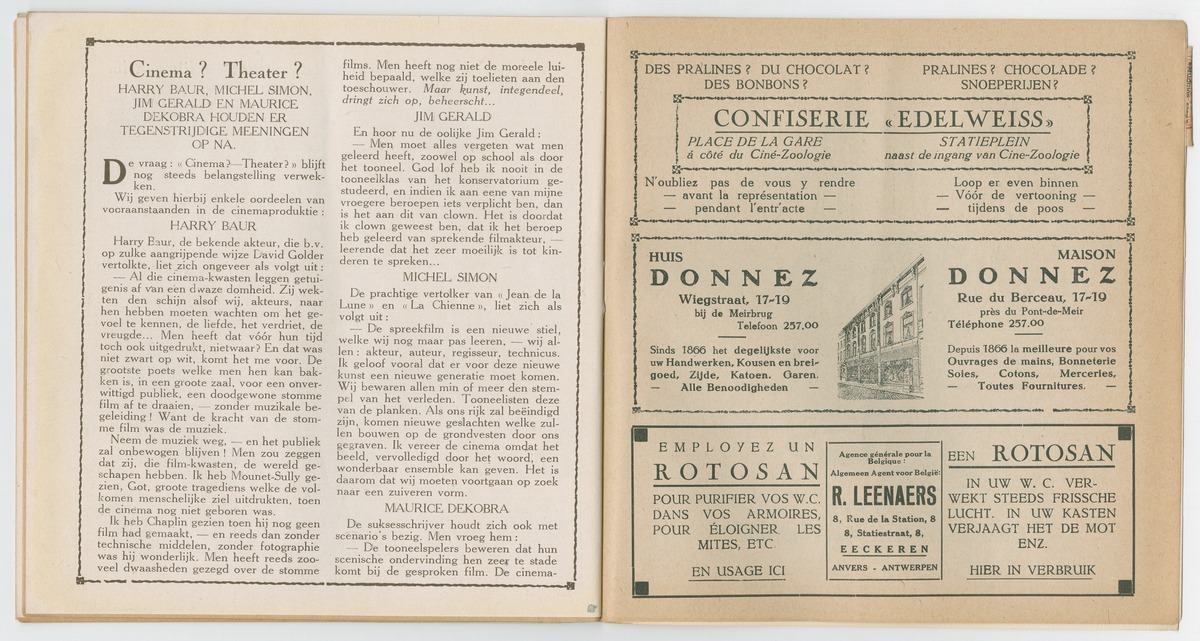 Cinema ? Theater ?
HARRY BAUR, MICHEL SIMON,
JIM GERALD EN MAURICE
DEKOBRA HOUDEN ER
TEGENSTRIJDIGE MEENINGEN
OP NA.
De vraag : « Cinema?—Theater? » blijft
nog steeds belangstelling verwek-
ken.
Wij geven hierbij enkele oordeelen van
vooraanstaanden in de cinemaproduktie :
HARRY BAUR
Harry Baur, de bekende akteur, die b.v.
op zulke aangrijpende wijze David Golder
vertolkte, liet zich ongeveer als volgt uit :
— Al die cinema-kwasten leggen getui-
genis af van een dwaze domheid. Zij wek-
ten den schijn alsof wij, akteurs, naar
hen hebben moeten wachten om het ge-
voel te kennen, de liefde, het verdriet, de
vreugde... Men heeft dat vóór hun tijd
toch ook uitgedrukt, nietwaar? En dat was
niet zwart op wit, komt het me voor. De
grootste poets welke men hen kan bak-
ken is, in een groote zaal, voor een onver-
wittigd publiek, een doodgewone stomme
film af te draaien, — zonder muzikale be-
geleiding ! Want de kracht van de stom-
me film was de muziek.
Neem de muziek weg, — en het publiek
zal onbewogen blijven ! Men zou zeggen
dat zij, die film-kwasten, de wereld ge-
schapen hebben. Ik heb Mounet-Sully ge-
zien, Got, groote tragediens welke de vol-
komen menschelijke ziel uitdrukten, toen
de cinema nog niet geboren was.
Ik heb Chaplin gezien toen hij nog geen
film had gemaakt, — en reeds dan zonder
technische middelen, zonder fotographie
was hij wonderlijk. Men heeft reeds zoo-
veel dwaasheden gezegd over de stomme
films. Men heeft nog niet de moreele lui-
heid bepaald, welke zij toelieten aan den
toeschouwer. Maar kunst, integendeel,
dringt zich op, beheerscht...
JIM GERALD
En hoor nu de oolijke Jim Gerald :
— Men moet alles vergeten wat men
geleerd heeft, zoowel op school als door
het tooneel. God lof heb ik nooit in de
tooneelklas van het konservatorium ge-
studeerd, en indien ik aan eene van mijne
vroegere beroepen iets verplicht ben, dan
is het aan dit van clown. Het is doordat
ik clown geweest ben, dat ik het beroep
heb geleerd van sprekende filmakteur, —
leerende dat het zeer moeilijk is tot kin-
deren te spreken...
MICHEL SIMON
De prachtige vertolker van « Jean de la
Lune » en « La Chienne », liet zich als
volgt uit :
— De spreekfilm is een nieuwe stiel,
welke wij nog maar pas leeren, — wij al-
len : akteur, auteur, regisseur, technicus.
Ik geloof vooral dat er voor deze nieuwe
kunst een nieuwe generatie moet komen.
Wij bewaren allen min of meer den stem-
pel van het verleden. Tooneelisten deze
van de planken. Als ons rijk zal beëindigd
zijn, komen nieuwe geslachten welke zul-
len bouwen op de grondvesten door ons
gegraven. Ik vereer de cinema omdat het
beeld, vervolledigd door het woord, een
wonderbaar ensemble kan geven. Het is
daarom dat wij moeten voortgaan op zoek
naar een zuiveren vorm.
MAURICE DEKOBRA
De suksesschrijver houdt zich ook met
scenario's bezig. Men vroeg hem :
— De tooneelspelers beweren dat hun
scenische ondervinding hen zeer te stade
komt bij de gesproken film. De cinema-
DES PRALINES ? DU CHOCOLAT ?
DES BONBONS ?
PRALINES ? CHOCOLADE ?
SNOEPERIJEN ?
CONFISERIE « EDELWEISS »
PLACE DE LA GARE
á côté du Ciné-Zoologie
STATIEPLEIN
naast de ingang van Cine-Zoologie
N'oubliez pas de vous y rendre
— avant la représentation —
— pendant l'entr'acte —
Loop er even binnen
— Vóór de vertooning —
— tijdens de poos —
HUIS
DONNEZ
Wiegstraat, 17-19
bij de Meirbrug
Telefoon 257.00
Sinds 1866 het degelijkste voor
uw Handwerken, Kousen en brei-
goed, Zijde, Katoen. Garen.
— Alle Benoodigheden —
MAISON
DONNEZ
Rue du Berceau, 17-19
près du Pont-de-Meir
Téléphone 257.00
Depuis 1866 la meilleure pour vos
Ouvrages de mains, Bonneterie
Soies, Cotons, Merceries,
— Toutes Fournitures. —
EMPLOYEZ UN
ROTOSAN
POUR PURIFIER VOS W.C.
DANS VOS ARMOIRES,
POUR ÉLOIGNER LES
MITES, ETC
EN USAGE ICI
Agence générale pour la
Belgique :
Algemeen Agent voor België:
R. LEENAERS
8, Rue de la Station, 8
8, Statiestraat, 8,
EECKEREN
ANVERS - ANTWERPEN
EEN ROTOSAN
IN UW W. C. VER-
WEKT STEEDS FRISSCHE
LUCHT. IN UW KASTEN
VERJAAGT HET DE MOT
ENZ.
HIER IN VERBRUIK